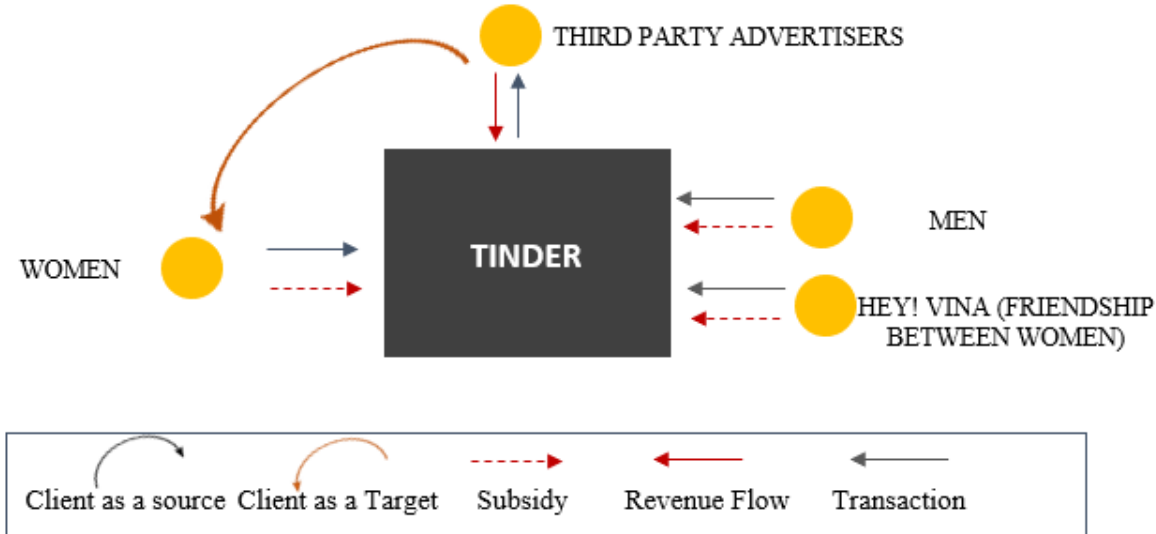 THIRD PARTY ADVERTISERS
WOMEN
TINDER
MEN
HEY! VINA (FRIENDSHIP
BETWEEN WOMEN)
Client as a source Client as a Target Subsidy Revenue Flow Transaction